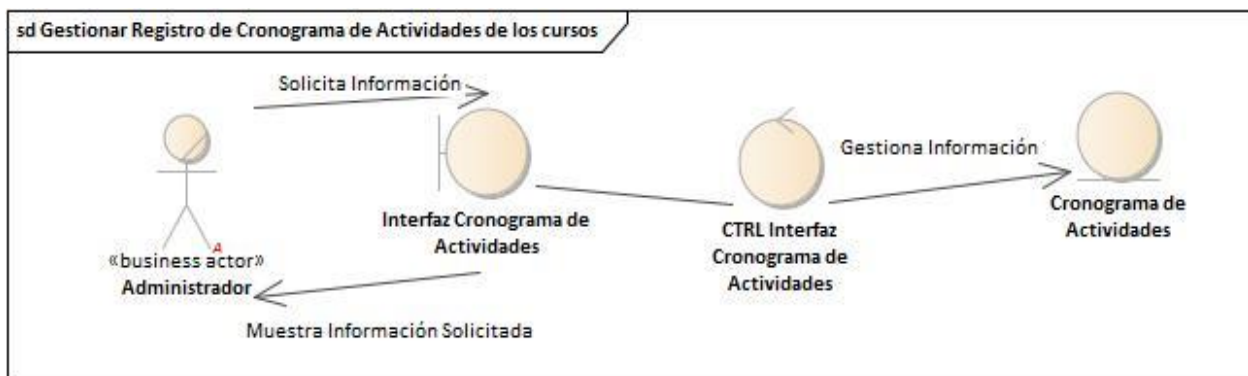 sd Gestionar Registro de Cronograma de Actividades de los cursos
Solicita Información
Gestiona Información
Interfaz Cronograma de
Actividades
CTRL Interfaz
Cronograma de
Actividades
Cronograma de
Actividades
A
«business actor»
Administrador
Muestra Información Solicitada